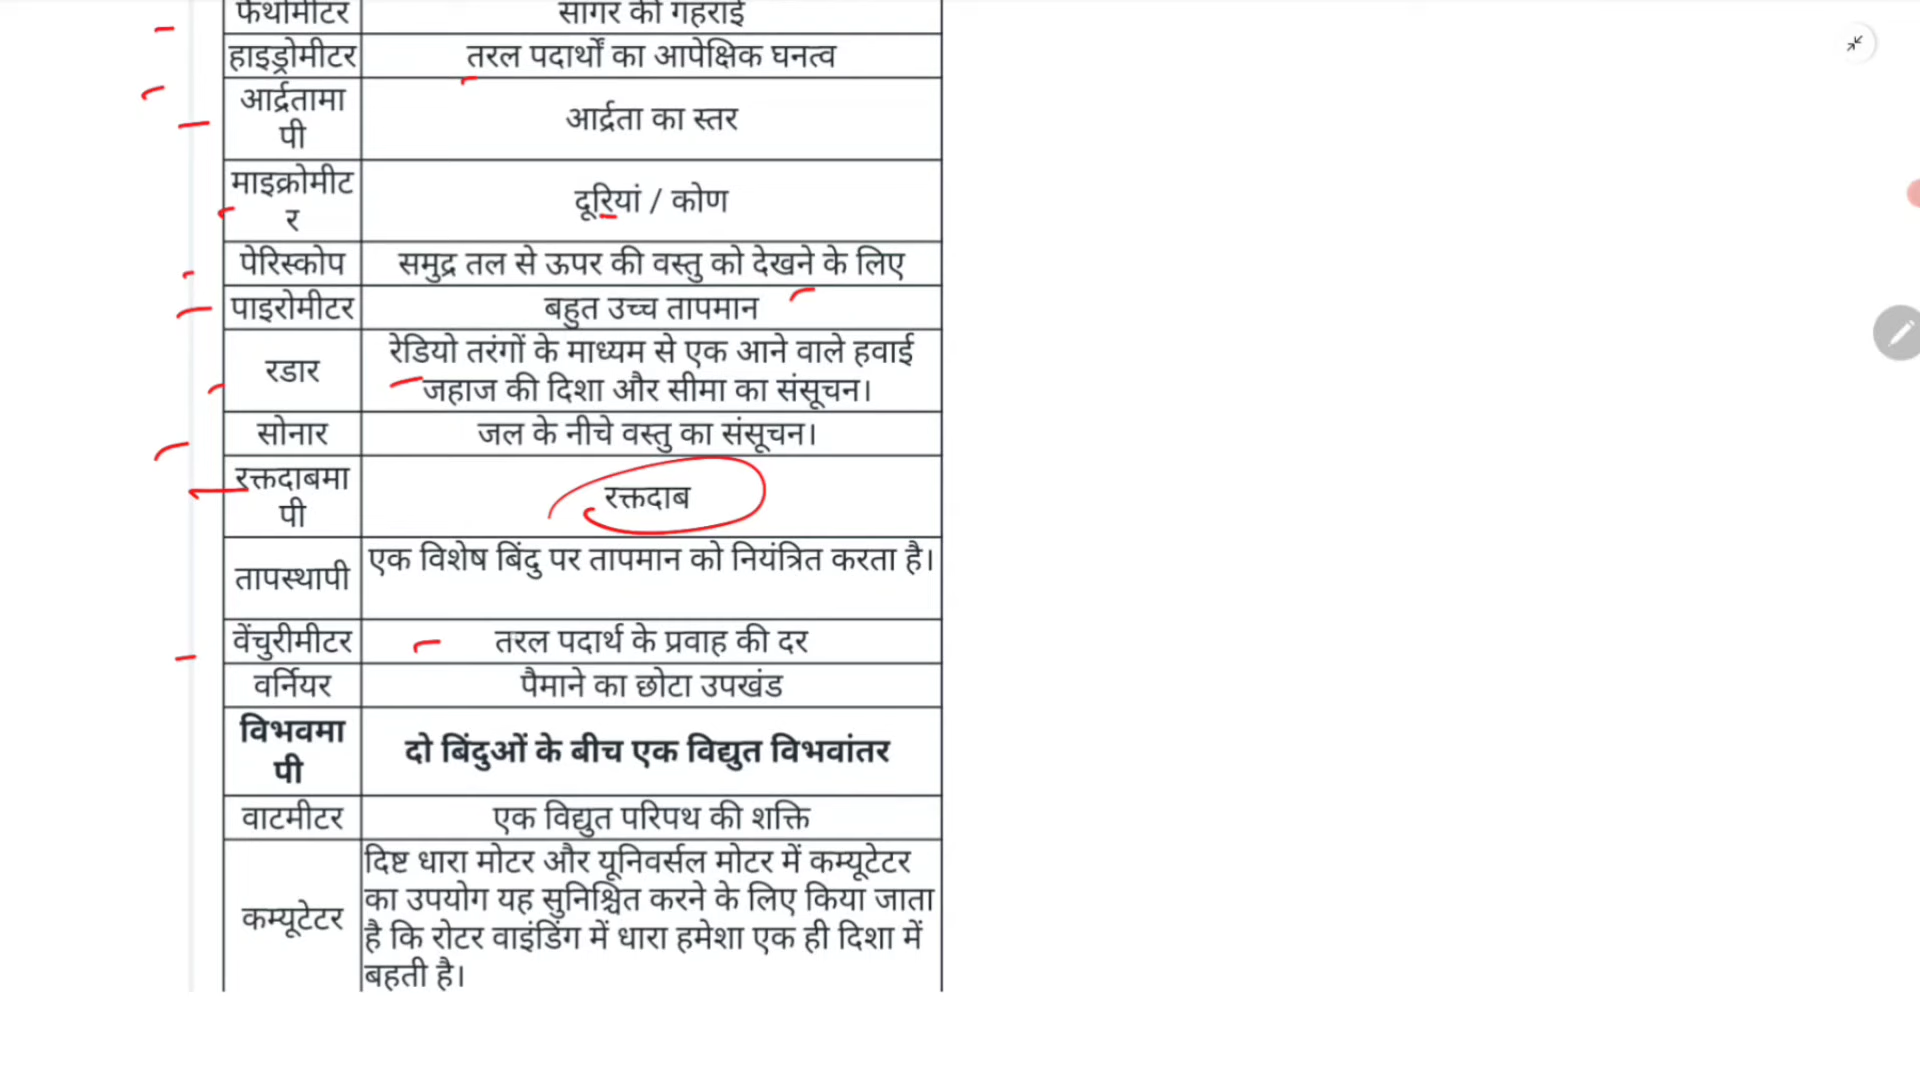 फैथोमीटर सागर की गहराई
हाइड्रोमीटर तरल पदार्थों का आपेक्षिक घनत्व
आर्द्रतामा
पी
आर्द्रता का स्तर
माइक्रोमीट
र
दूरियां / कोण
पेरिस्कोप समुद्र तल से ऊपर की वस्तु को देखने के लिए
पाइरोमीटर बहुत उच्च तापमान
रडार
रेडियो तरंगों के माध्यम से एक आने वाले हवाई
जहाज की दिशा और सीमा का संसूचन।
सोनार जल के नीचे वस्तु का संसूचन।
रक्तदाबमा
पी
रक्तदाब
तापस्थापी एक विशेष बिंदु पर तापमान को नियंत्रित करता है।
वेंचुरीमीटर तरल पदार्थ के प्रवाह की दर
वर्नियर पैमाने का छोटा उपखंड
विभवमा
पी
दो बिंदुओं के बीच एक विद्युत विभवांतर
वाटमीटर एक विद्युत परिपथ की शक्ति
कम्यूटेटर
दिष्ट धारा मोटर और यूनिवर्सल मोटर में कम्यूटेटर
का उपयोग यह सुनिश्चित करने के लिए किया जाता
है कि रोटर वाइंडिंग में धारा हमेशा एक ही दिशा में
बहती है।